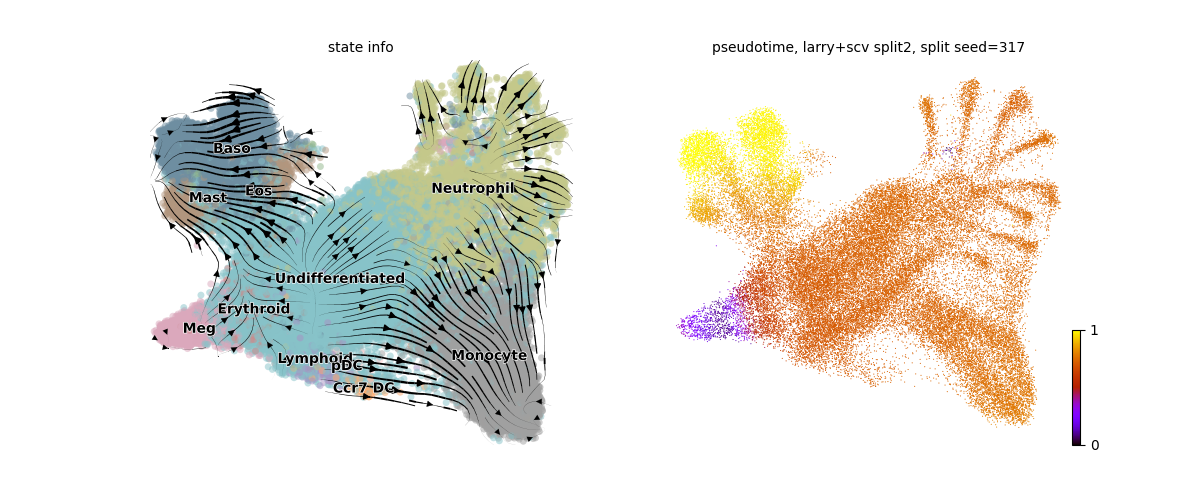 state info
pseudotime, larry+scv split2, split seed=317
Baso
Eos
Mast
Neutrophil
Undifferentiated
Erythroid
Meg
Lymphoid
pDC
Monocyte
Ccr7 DC
1
0